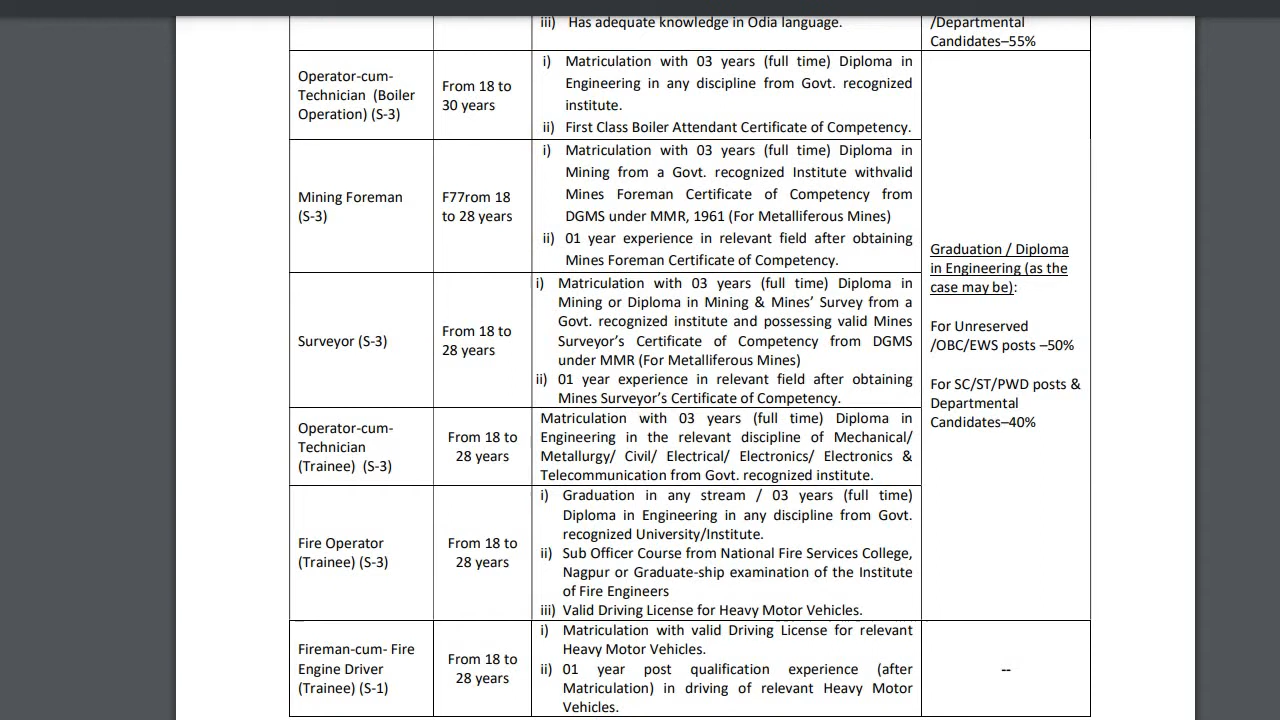 iii) Has adequate knowledge in Odia language.
/Departmental
Candidates–55%
Operator-cum-
Technician (Boiler
Operation) (S-3)
From 18 to
30 years
i) Matriculation with 03 years (full time) Diploma in
Engineering in any discipline from Govt. recognized
institute.
ii) First Class Boiler Attendant Certificate of Competency.
Mining Foreman
(S-3)
F77rom 18
to 28 years
i) Matriculation with 03 years (full time) Diploma in
Mining from a Govt. recognized Institute withvalid
Mines Foreman Certificate of Competency from
DGMS under MMR, 1961 (For Metalliferous Mines)
ii) 01 year experience in relevant field after obtaining
Mines Foreman Certificate of Competency.
Surveyor (S-3)
From 18 to
28 years
i) Matriculation with 03 years (full time) Diploma in
Mining or Diploma in Mining & Mines’ Survey from a
Govt. recognized institute and possessing valid Mines
Surveyor’s Certificate of Competency from DGMS
under MMR (For Metalliferous Mines)
ii) 01 year experience in relevant field after obtaining
Mines Surveyor’s Certificate of Competency.
Operator-cum-
Technician
(Trainee) (S-3)
From 18 to
28 years
Matriculation with 03 years (full time) Diploma in
Engineering in the relevant discipline of Mechanical/
Metallurgy/ Civil/ Electrical/ Electronics/ Electronics &
Telecommunication from Govt. recognized institute.
Fire Operator
(Trainee) (S-3)
From 18 to
28 years
i) Graduation in any stream / 03 years (full time)
Diploma in Engineering in any discipline from Govt.
recognized University/Institute.
ii) Sub Officer Course from National Fire Services College,
Nagpur or Graduate-ship examination of the Institute
of Fire Engineers
iii) Valid Driving License for Heavy Motor Vehicles.
Graduation / Diploma
in Engineering (as the
case may be):
For Unreserved
/OBC/EWS posts –50%
For SC/ST/PWD posts &
Departmental
Candidates–40%
Fireman-cum- Fire
Engine Driver
(Trainee) (S-1)
From 18 to
28 years
i) Matriculation with valid Driving License for relevant
Heavy Motor Vehicles.
ii) 01 year post qualification experience (after
Matriculation) in driving of relevant Heavy Motor
Vehicles.
--